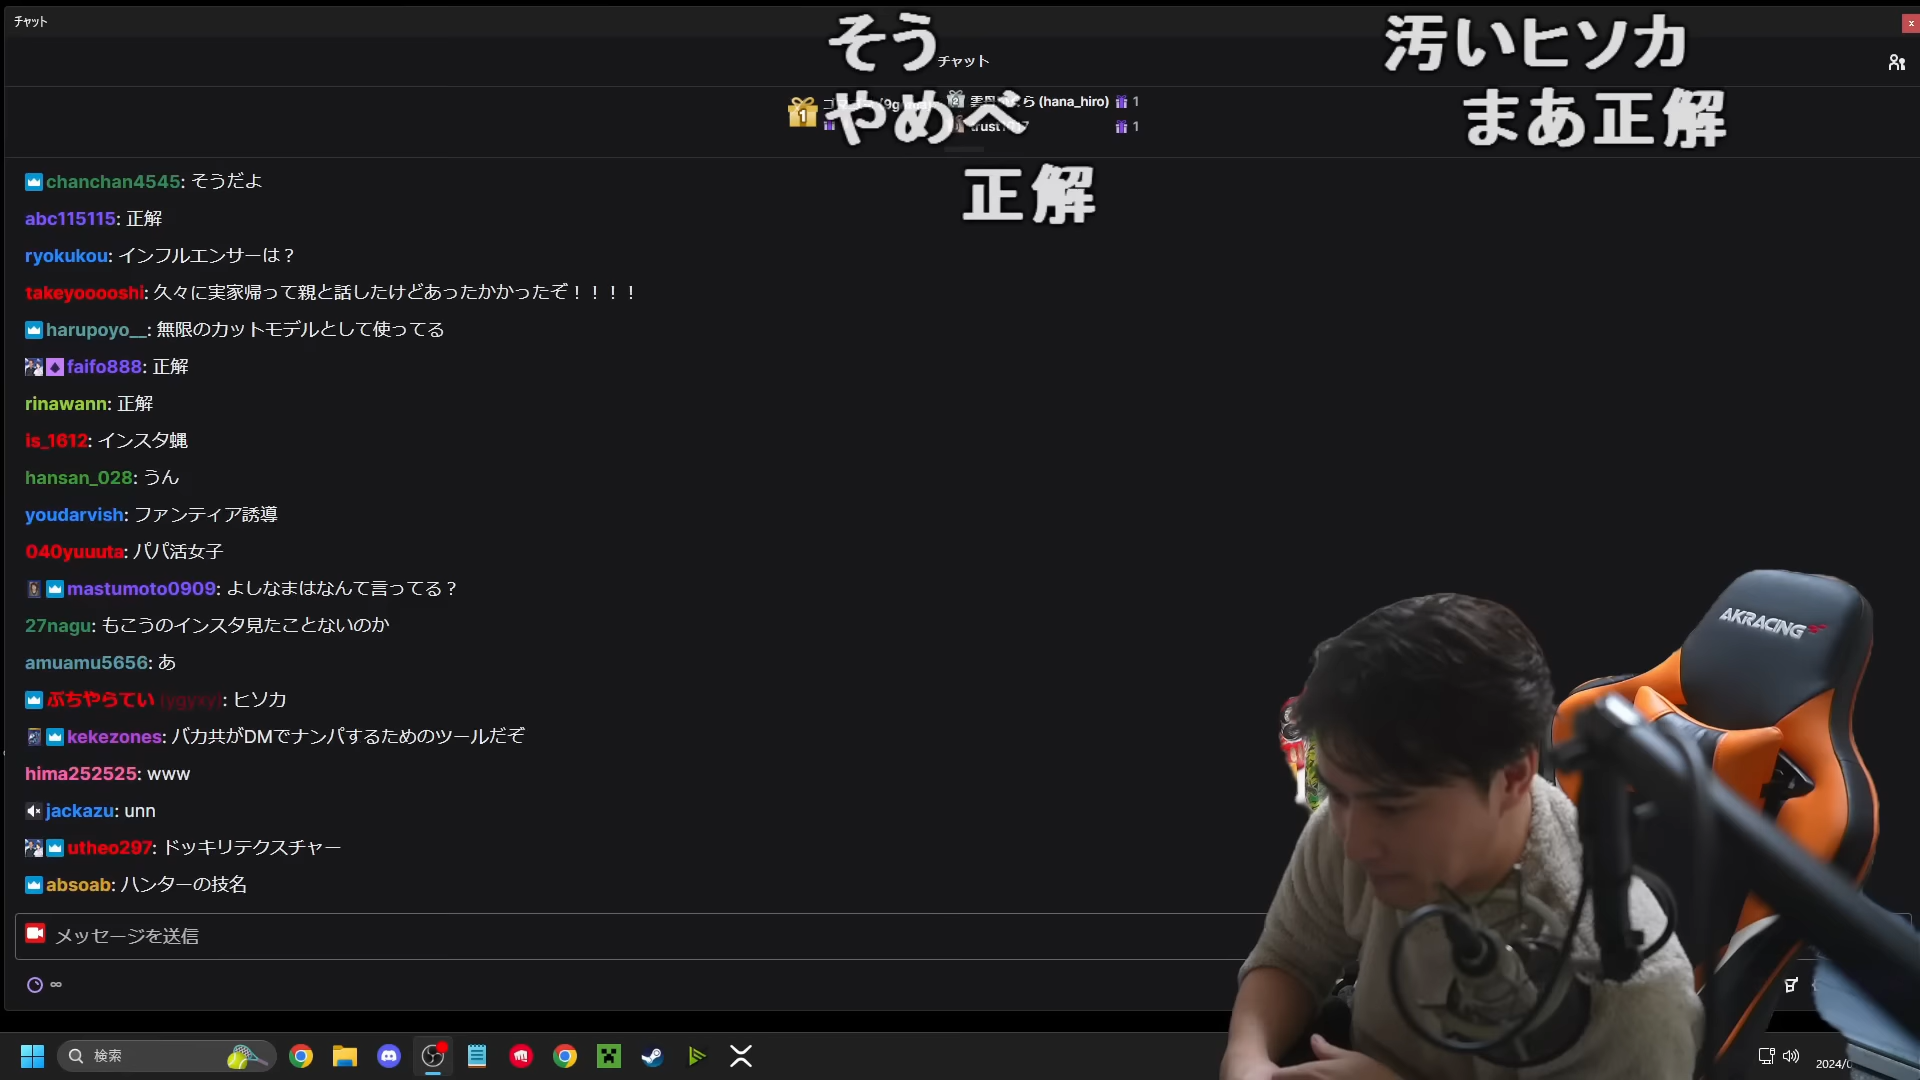 チャット
そう
汚いヒソカ
チャット
まあ正解
やめべ
雲丹 くら (hana_hiro) 1
1
正解
chanchan4545: そうだよ
abc115115: 正解
ryokukou: インフルエンサーは？
takeyooooshi: 久々に実家帰って親と話したけどあったかかったぞ！！！！
harupoyo__: 無限のカットモデルとして使ってる
faifo888: 正解
rinawann: 正解
is_1612: インスタ蝿
hansan_028: うん
youdarvish: ファンティア誘導
040yuuuta: パパ活女子
mastumoto0909: よしなまはなんて言ってる？
27nagu: もこうのインスタ見たことないのか
amuamu5656: あ
ぶちやらてい (ygyxy): ヒソカ
kekezones: バカ共がDMでナンパするためのツールだぞ
hima252525: www
jackazu: unn
utheo297: ドッキリテクスチャー
absoab: ハンターの技名
メッセージを送信
∞
AKRACING
検索
2024/0